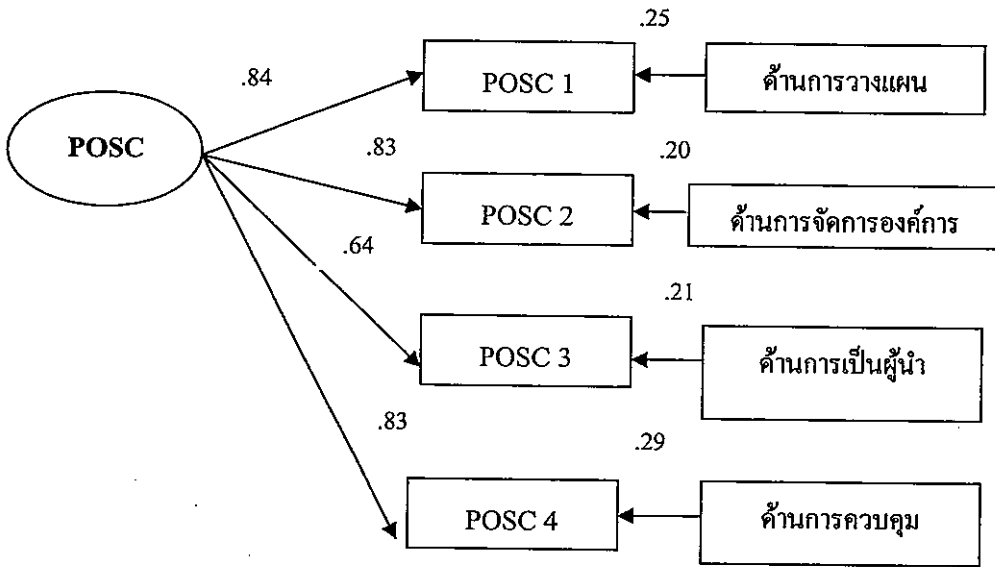 .25
.84
POSC 1
ด้านการวางแผน
POSC
.83
.20
POSC 2
ด้านการจัดการองค์การ
.64
.21
POSC 3
ด้านการเป็นผู้นำ
.83
.29
POSC 4
ด้านการควบคุม